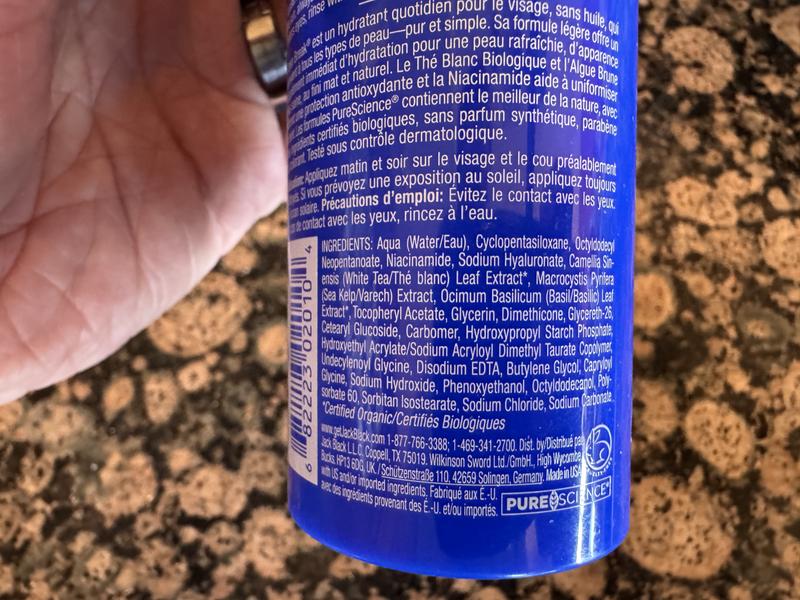 eyes, rinse
est un hydratant quotidien pour le visage, sans huile, qui
à tous les types de peau—pur et simple. Sa formule légère offre un
immédiat d'hydratation pour une peau rafraîchie, d'apparence
au fini mat et naturel. Le Thé Blanc Biologique et l'Algue Brune
une protection antioxydante et la Niacinamide aide à uniformiser
Les formules PureScience® contiennent le meilleur de la nature, avec
certifiés biologiques, sans parfum synthétique, parabène
Testé sous contrôle dermatologique.
Appliquez matin et soir sur le visage et le cou préalablement
Si vous prévoyez une exposition au soleil, appliquez toujours
solaire. Précautions d'emploi: Évitez le contact avec les yeux.
de contact avec les yeux, rincez à l'eau.
INGREDIENTS: Aqua (Water/Eau), Cyclopentasiloxane, Octyldodecyl
Neopentanoate, Niacinamide, Sodium Hyaluronate, Camellia Sin-
ensis (White Tea/Thé blanc) Leaf Extract*, Macrocystis Pyrifera
(Sea Kelp/Varech) Extract, Ocimum Basilicum (Basil/Basilic) Leaf
Extract*, Tocopheryl Acetate, Glycerin, Dimethicone, Glycereth-26,
Cetearyl Glucoside, Carbomer, Hydroxypropyl Starch Phosphate,
Hydroxyethyl Acrylate/Sodium Acryloyl Dimethyl Taurate Copolymer,
Undecylenoyl Glycine, Disodium EDTA, Butylene Glycol, Capryloyl
Glycine, Sodium Hydroxide, Phenoxyethanol, Octyldodecanol, Poly-
sorbate 60, Sorbitan Isostearate, Sodium Chloride, Sodium Carbonate.
*Certified Organic/Certifiés Biologiques
www.getJackBlack.com 1-877-766-3388; 1-469-341-2700. Dist. by/Distribué par
Jack Black L.L.C. Coppell, TX 75019. Wilkinson Sword Ltd./GmbH., High Wycombe,
Bucks. HP13 6DG, UK / Schützenstraße 110, 42659 Solingen, Germany. Made in USA
with US and/or imported ingredients. Fabriqué aux É.-U.
avec des ingrédients provenant des É.-U. et/ou importés.
PURE SCIENCE®
6 82223 02010 4